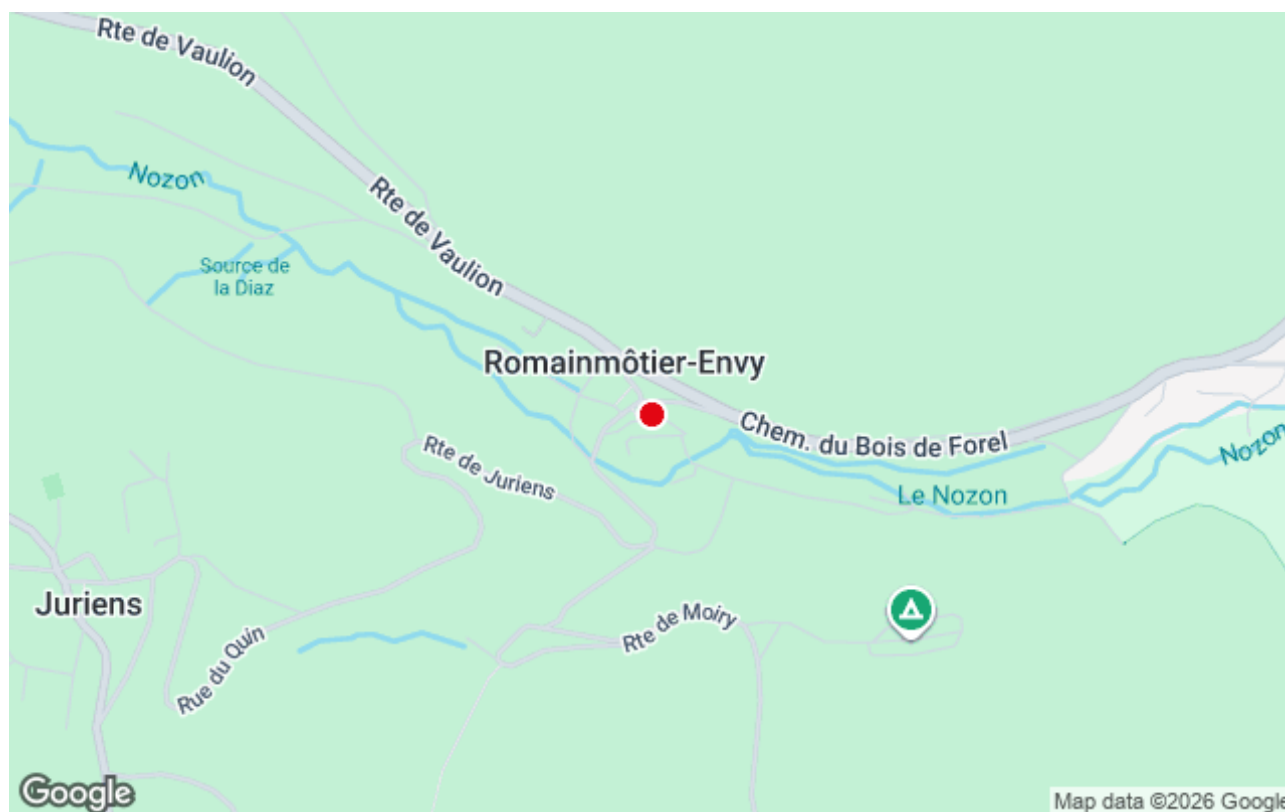 Rte de Vaulion
Nozon
Rte de Vaulion
Source de
la Diaz
Romainmôtier-Envy
Chem. du Bois de Forel
Rte de Juriens
Nozon
Le Nozon
Juriens
Rte de Moiry
Rue du Quin
Google
Map data ©2026 Google